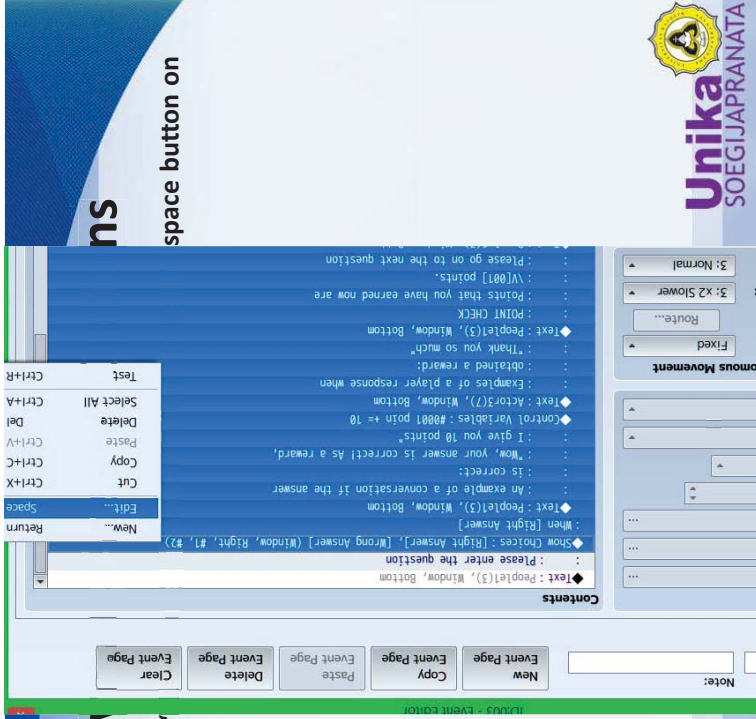 ns
space button on
Unika
SOEGIJAPRANATA
ID:003 - Event Editor
Note:
New Event Page
Copy Event Page
Paste Event Page
Delete Event Page
Clear Event Page
Contents
◆Text : People1(3), Window, Bottom
: : Please enter the question
◆Show Choices : [Right Answer], [Wrong Answer] (Window, Right, #1, #2)
: When [Right Answer]
◆Text : People1(3), Window, Bottom
: : An example of a conversation if the answer
: : is correct:
: : "Wow, your answer is correct! As a reward,
: : I give you 10 points"
◆Control Variables : #0001 poin += 10
◆Text : Actor3(7), Window, Bottom
: : Examples of a player response when
: : obtained a reward:
: : "Thank you so much"
◆Text : People1(3), Window, Bottom
: : POINT CHECK
: : Points that you have earned now are
: : \V[001] points.
: : Please go on to the next question
New... Return
Edit... Space
Cut Ctrl+X
Copy Ctrl+C
Paste Ctrl+V
Delete Del
Select All Ctrl+A
Test Ctrl+R
omous Movement
Fixed
Route...
3: x2 Slower
3: Normal